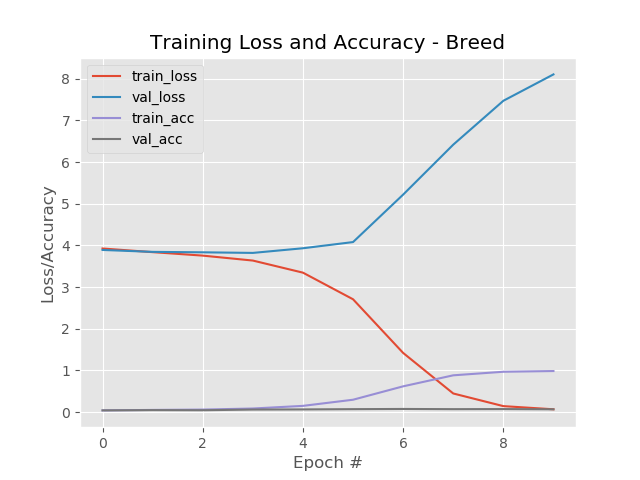 Training Loss and Accuracy - Breed
train_loss
val_loss
train_acc
val_acc
8
7
6
5
4
3
2
1
0
Loss/Accuracy
0 2 4 6 8
Epoch #